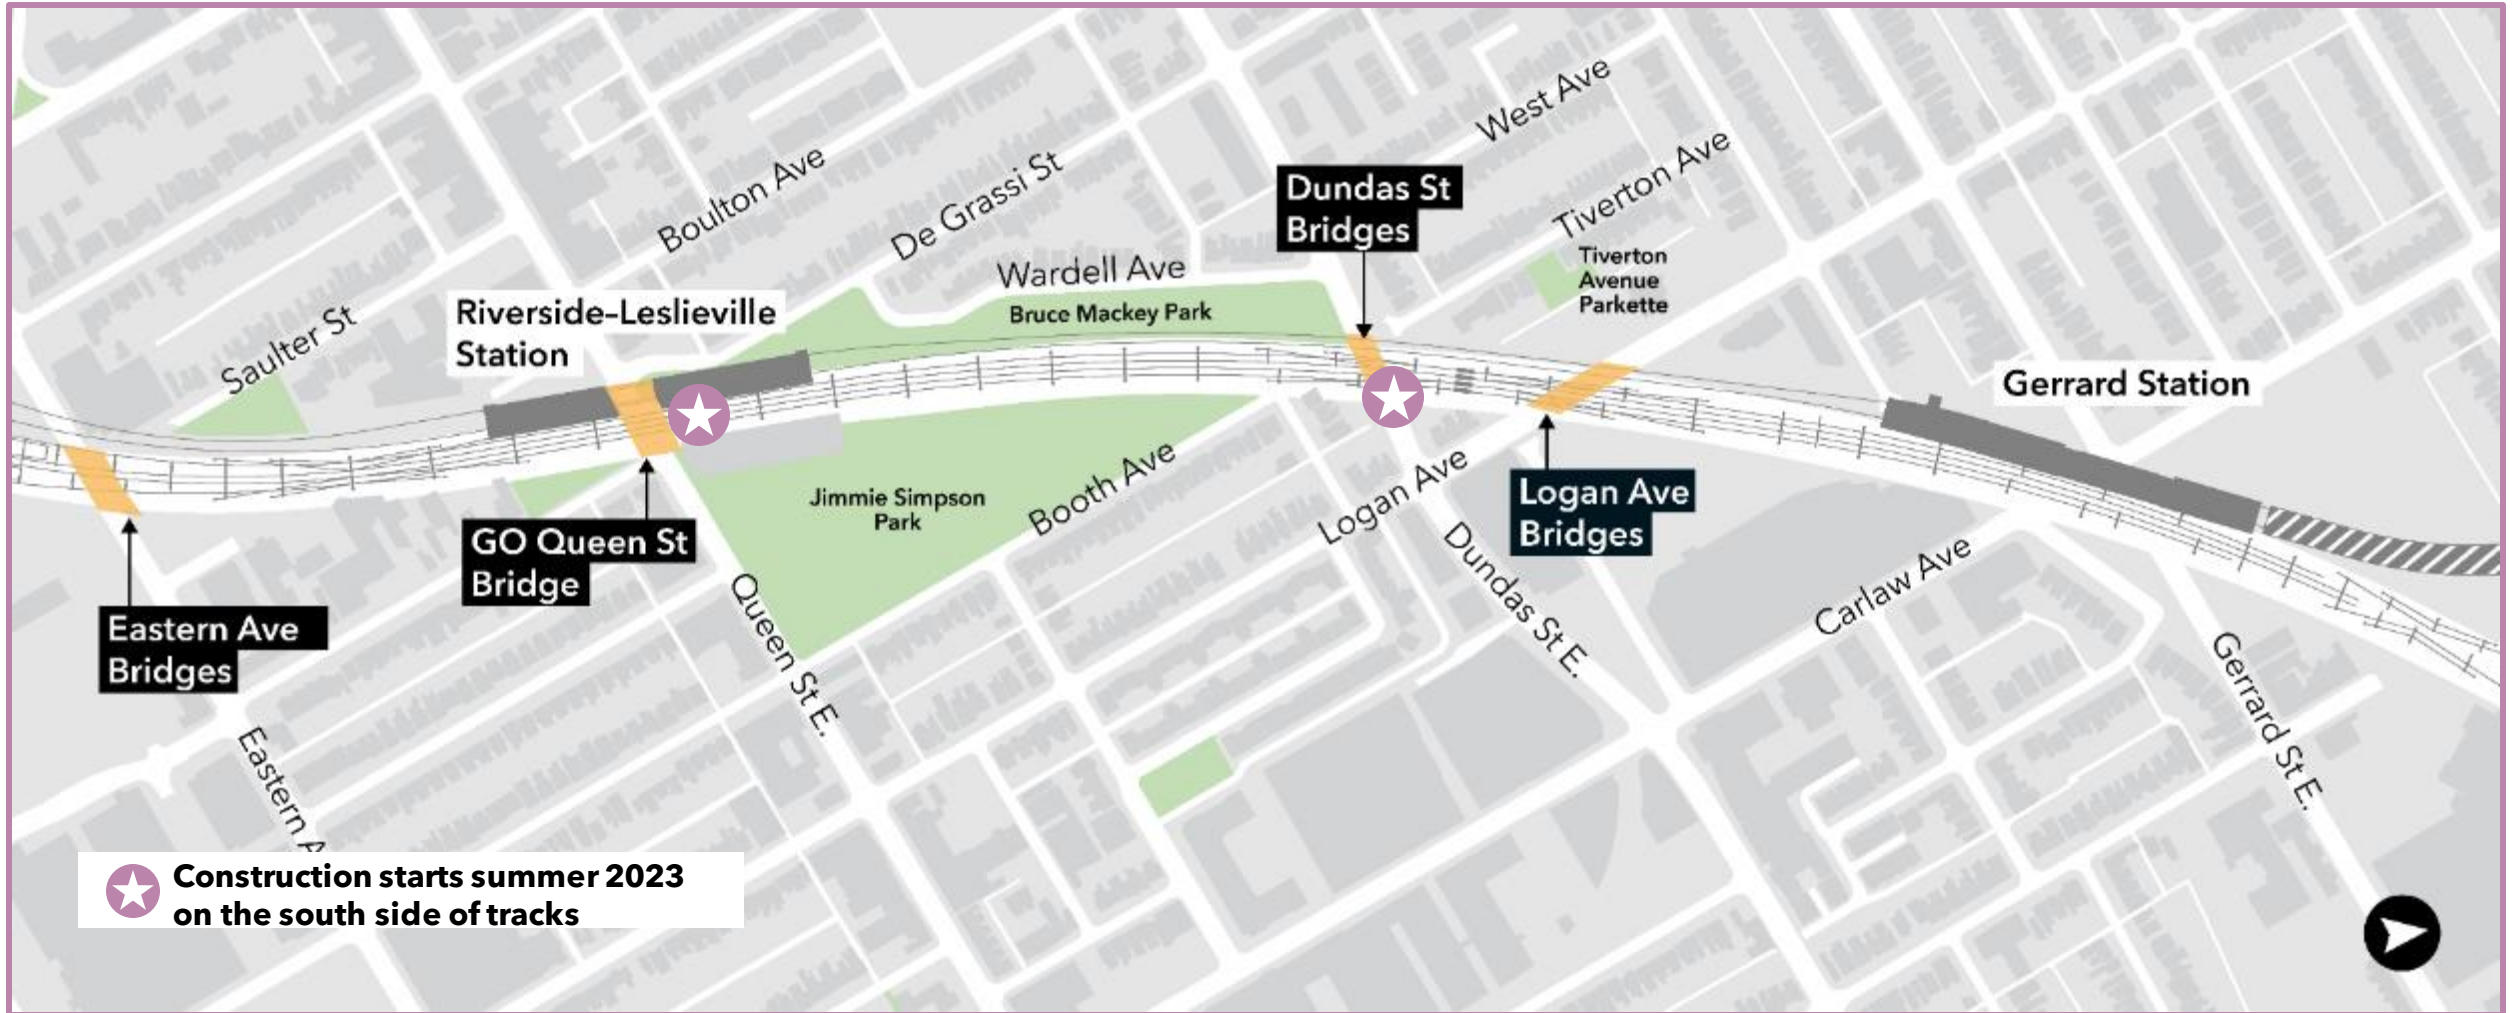 West Ave
Tiverton Ave
Boulton Ave
De Grassi St
Dundas St
Bridges
Tiverton
Avenue
Parkette
Wardell Ave
Bruce Mackey Park
Saulter St
Riverside-Leslieville
Station
Gerrard Station
Jimmie Simpson
Park
Booth Ave
Logan Ave
Logan Ave
Bridges
GO Queen St
Bridge
Queen St E.
Dundas St E.
Carlaw Ave
Gerrard St E.
Eastern Ave
Bridges
Eastern A
Construction starts summer 2023
on the south side of tracks